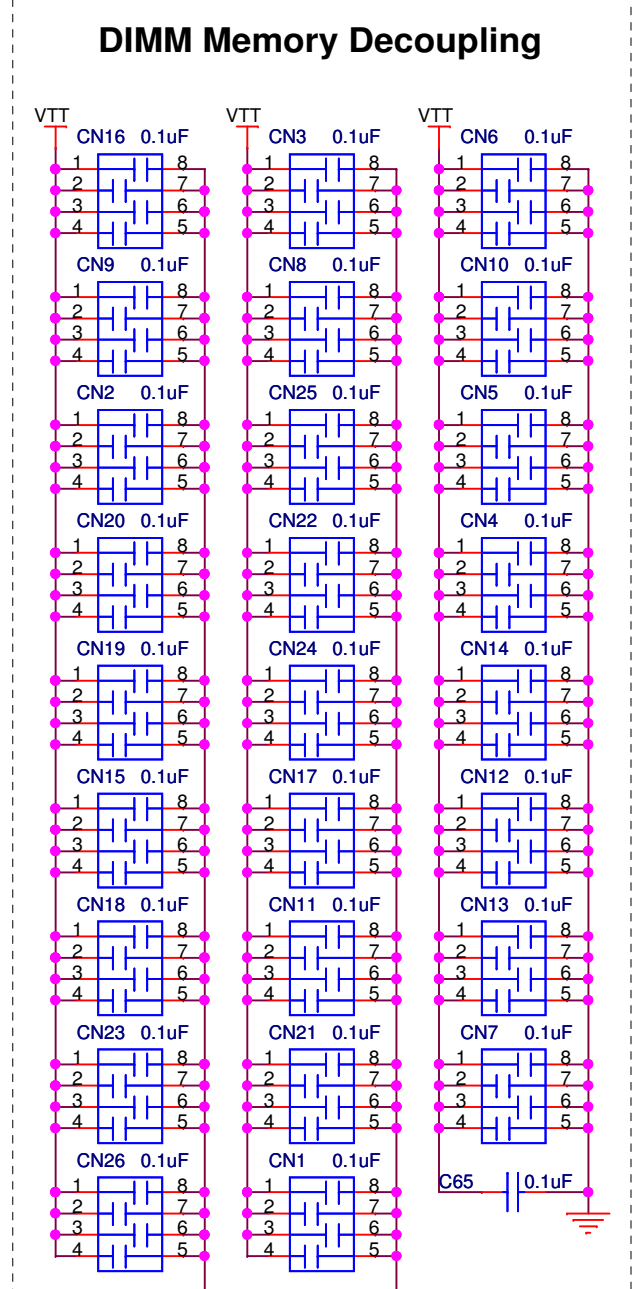 DIMM Memory Decoupling
VTT VTT VTT
CN16 0.1uF CN3 0.1uF CN6 0.1uF
1 8 1 8 1 8
2 7 2 7 2 7
3 6 3 6 3 6
4 5 4 5 4 5
CN9 0.1uF CN8 0.1uF CN10 0.1uF
1 8 1 8 1 8
2 7 2 7 2 7
3 6 3 6 3 6
4 5 4 5 4 5
CN2 0.1uF CN25 0.1uF CN5 0.1uF
1 8 1 8 1 8
2 7 2 7 2 7
3 6 3 6 3 6
4 5 4 5 4 5
CN20 0.1uF CN22 0.1uF CN4 0.1uF
1 8 1 8 1 8
2 7 2 7 2 7
3 6 3 6 3 6
4 5 4 5 4 5
CN19 0.1uF CN24 0.1uF CN14 0.1uF
1 8 1 8 1 8
2 7 2 7 2 7
3 6 3 6 3 6
4 5 4 5 4 5
CN15 0.1uF CN17 0.1uF CN12 0.1uF
1 8 1 8 1 8
2 7 2 7 2 7
3 6 3 6 3 6
4 5 4 5 4 5
CN18 0.1uF CN11 0.1uF CN13 0.1uF
1 8 1 8 1 8
2 7 2 7 2 7
3 6 3 6 3 6
4 5 4 5 4 5
CN23 0.1uF CN21 0.1uF CN7 0.1uF
1 8 1 8 1 8
2 7 2 7 2 7
3 6 3 6 3 6
4 5 4 5 4 5
CN26 0.1uF CN1 0.1uF
1 8 1 8 C65 0.1uF
2 7 2 7
3 6 3 6
4 5 4 5